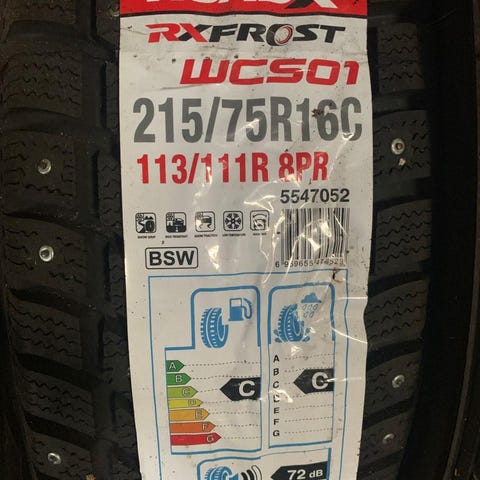 RXFROST
WCS01
215/75R16C
113/111R 8PR
5547052
BSW
A
B
C
D
E
F
G
C
A
B
C
D
E
F
G
C
72 dB